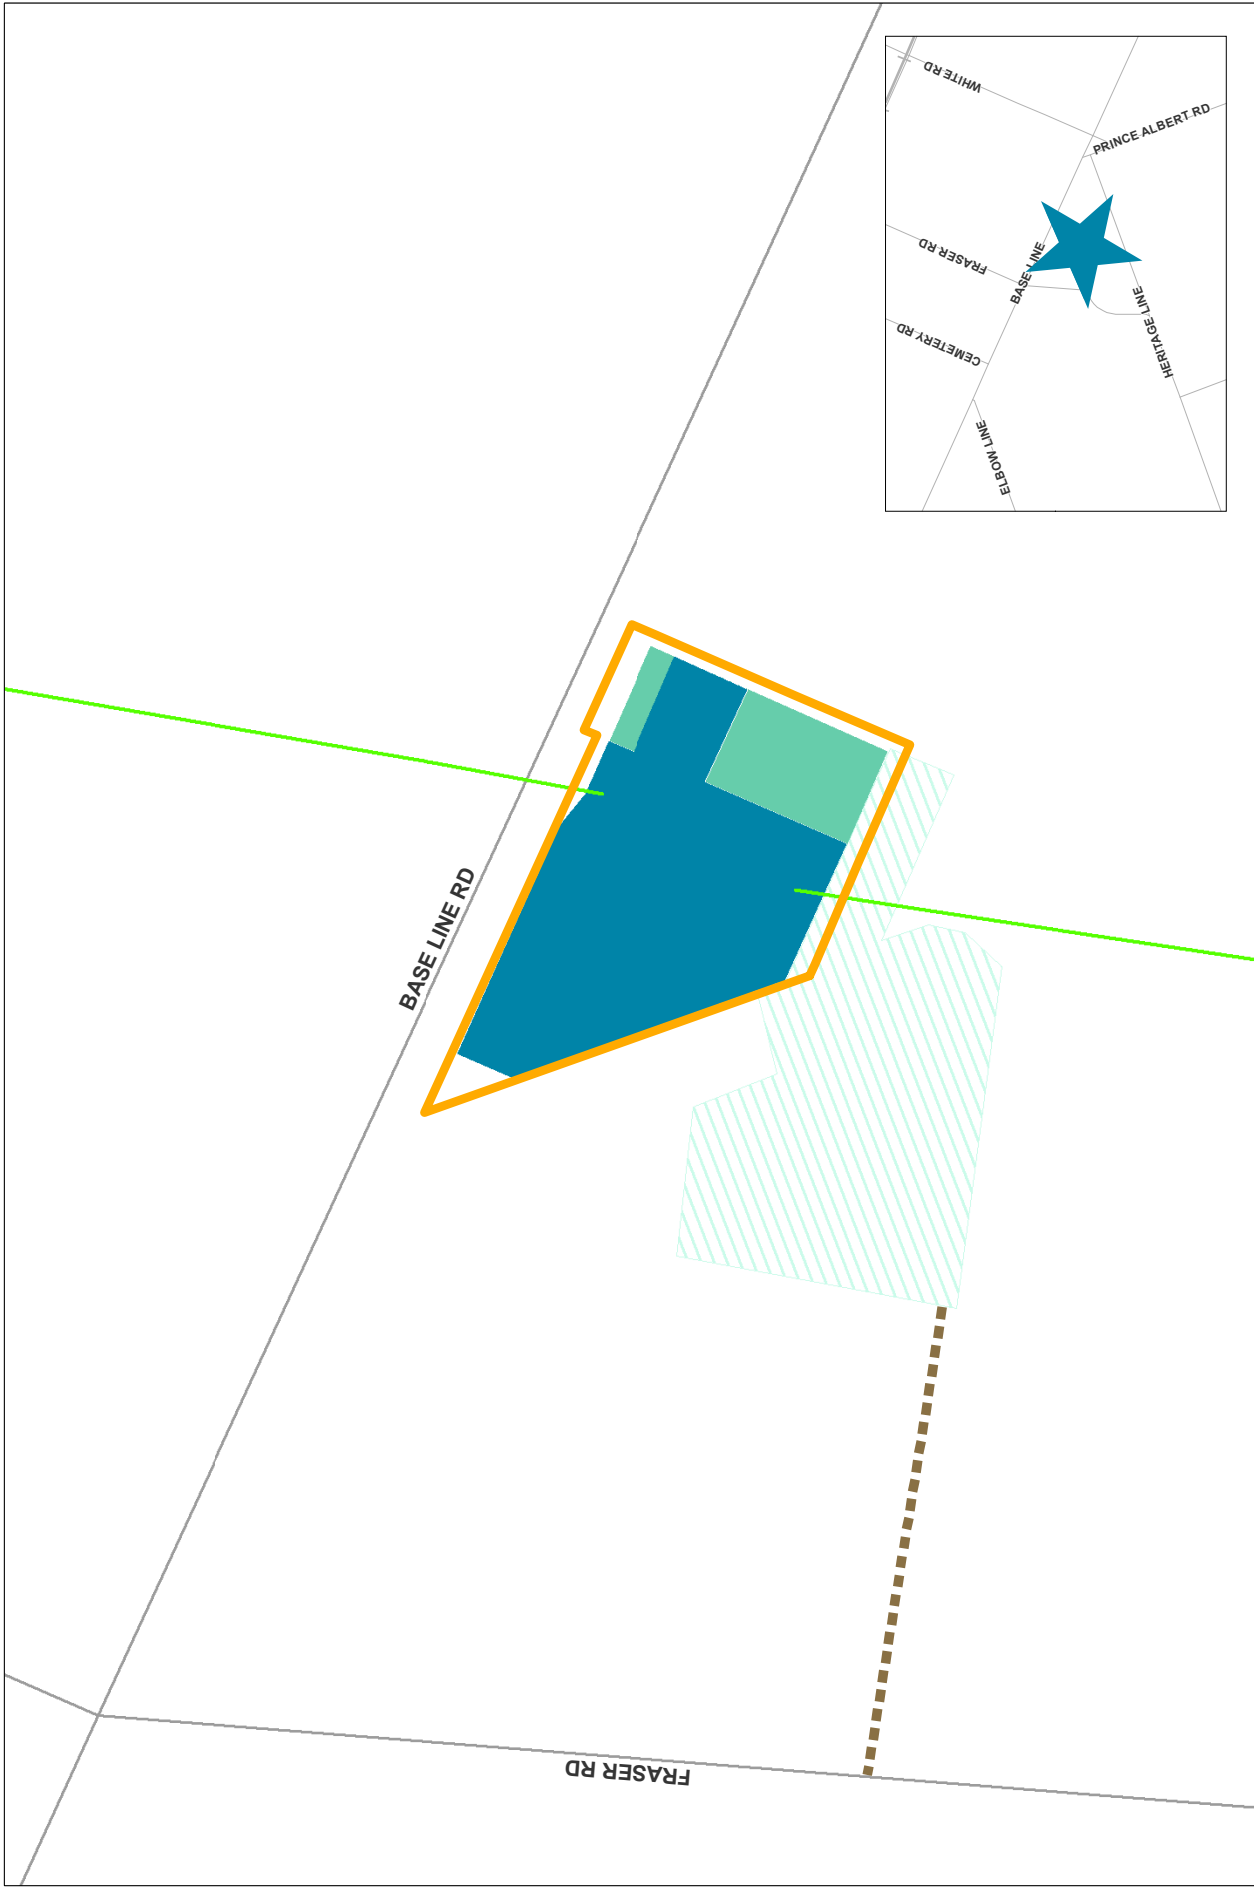 WHITE RD
PRINCE ALBERT RD
FRASER RD
BASE LINE
HERITAGE LINE
CEMETERY RD
ELBOW LINE
BASE LINE RD
FRASER RD